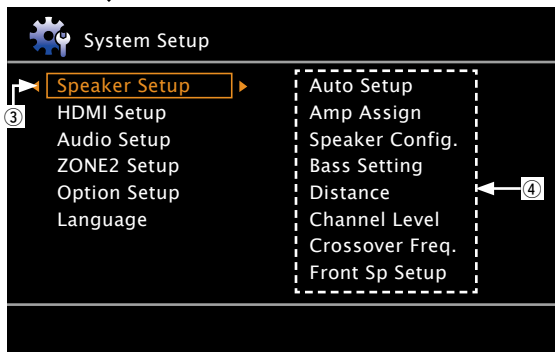 System Setup
Speaker Setup
HDMI Setup
Audio Setup
ZONE2 Setup
Option Setup
Language
Auto Setup
Amp Assign
Speaker Config.
Bass Setting
Distance
Channel Level
Crossover Freq.
Front Sp Setup
③
④